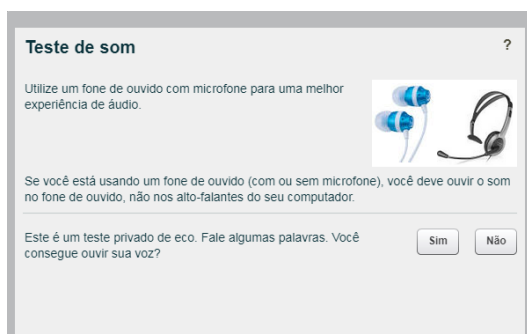 Teste de som
?
Utilize um fone de ouvido com microfone para uma melhor
experiência de áudio.
Se você está usando um fone de ouvido (com ou sem microfone), você deve ouvir o som
no fone de ouvido, não nos alto-falantes do seu computador.
Este é um teste privado de eco. Fale algumas palavras. Você
consegue ouvir sua voz?
Sim
Não